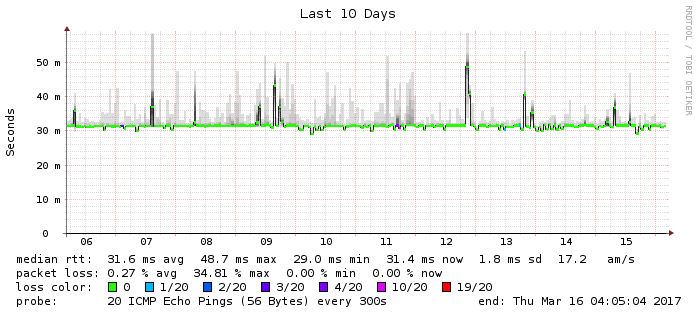 Last 10 Days
RRDTOOL / TOBI OETIKER
Seconds
50 m
40 m
30 m
20 m
10 m
0
06 07 08 09 10 11 12 13 14 15
median rtt: 31.6 ms avg 48.7 ms max 29.0 ms min 31.4 ms now 1.8 ms sd 17.2 am/s
packet loss: 0.27 % avg 34.81 % max 0.00 % min 0.00 % now
loss color: 0 1/20 2/20 3/20 4/20 10/20 19/20
probe: 20 ICMP Echo Pings (56 Bytes) every 300s end: Thu Mar 16 04:05:04 2017